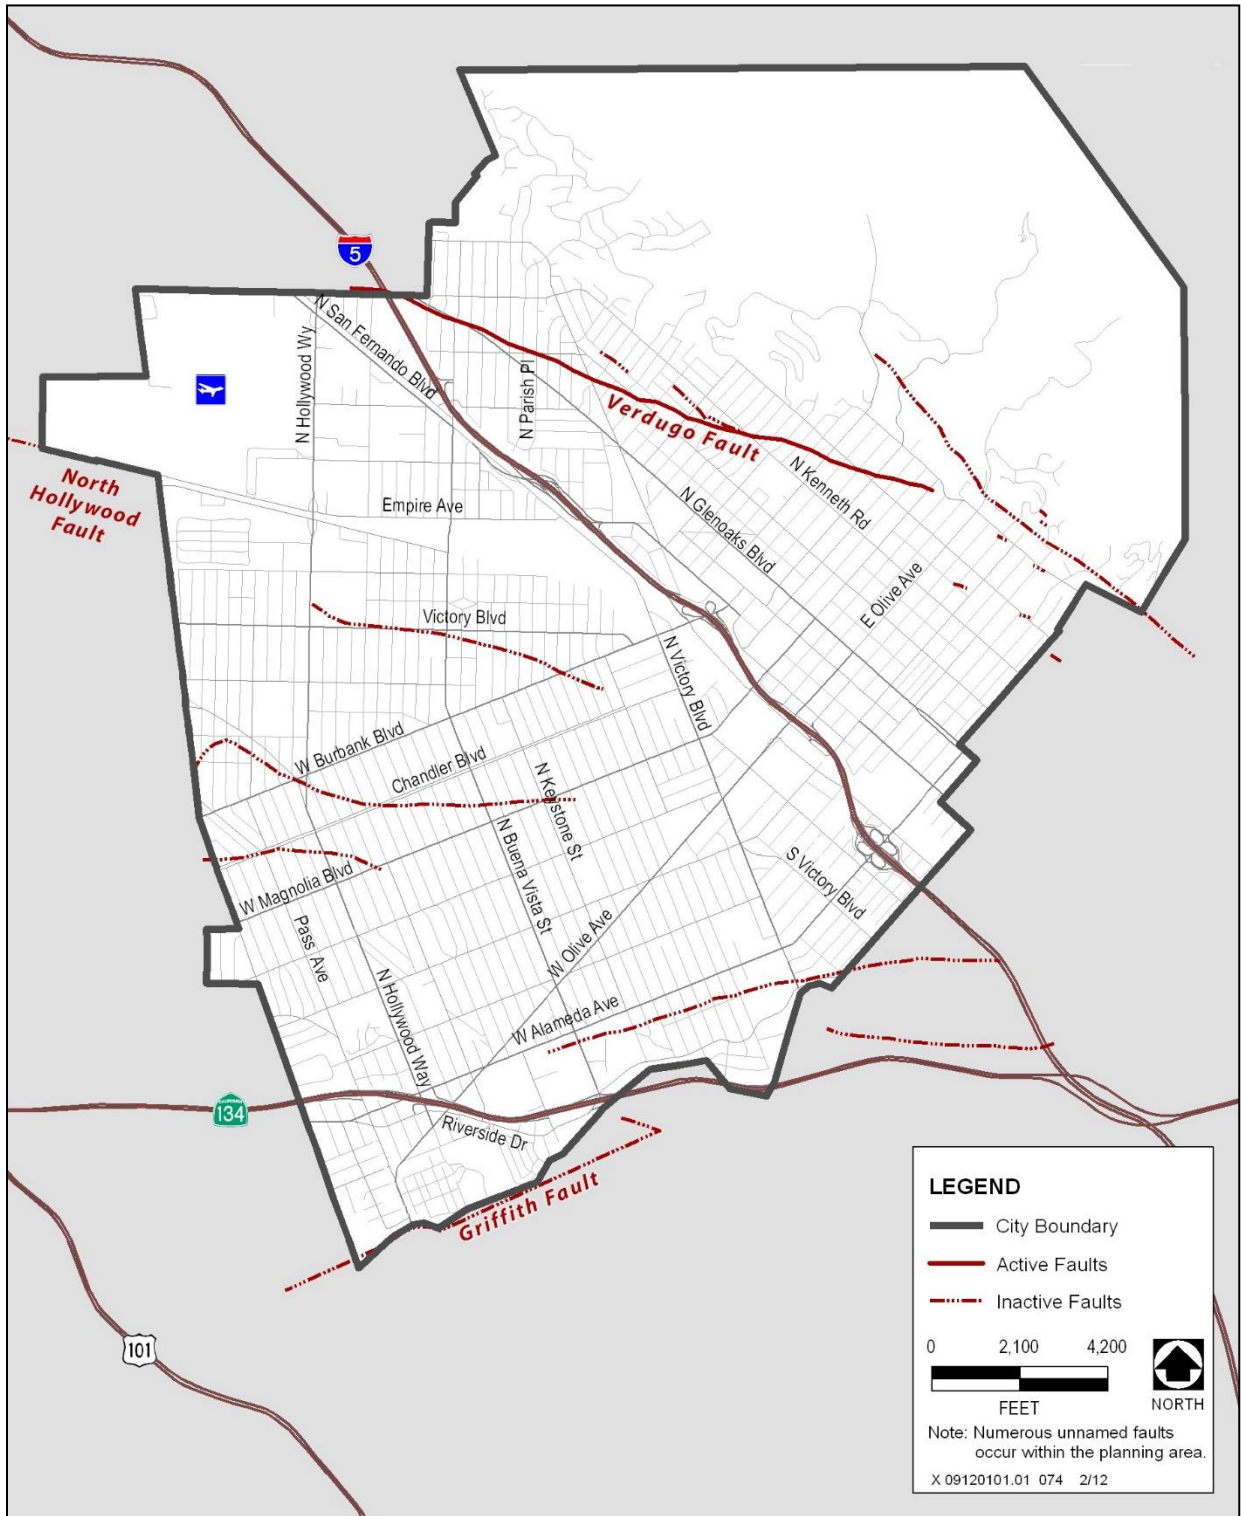 5
N San Fernando Blvd
N Hollywood Wy
N Parish Pl
Verdugo Fault
North
Hollywood
Fault
N Kenneth Rd
N Glenoaks Blvd
Empire Ave
E Olive Ave
Victory Blvd
N Victory Blvd
W Burbank Blvd
Chandler Blvd
N Keystone St
N Buena Vista St
W Magnolia Blvd
S Victory Blvd
Pass Ave
W Olive Ave
N Hollywood Way
W Alameda Ave
CALIFORNIA
134
Riverside Dr
Griffith Fault
101
LEGEND
City Boundary
Active Faults
Inactive Faults
0 2,100 4,200
FEET
NORTH
Note: Numerous unnamed faults
occur within the planning area.
X 09120101.01 074 2/12